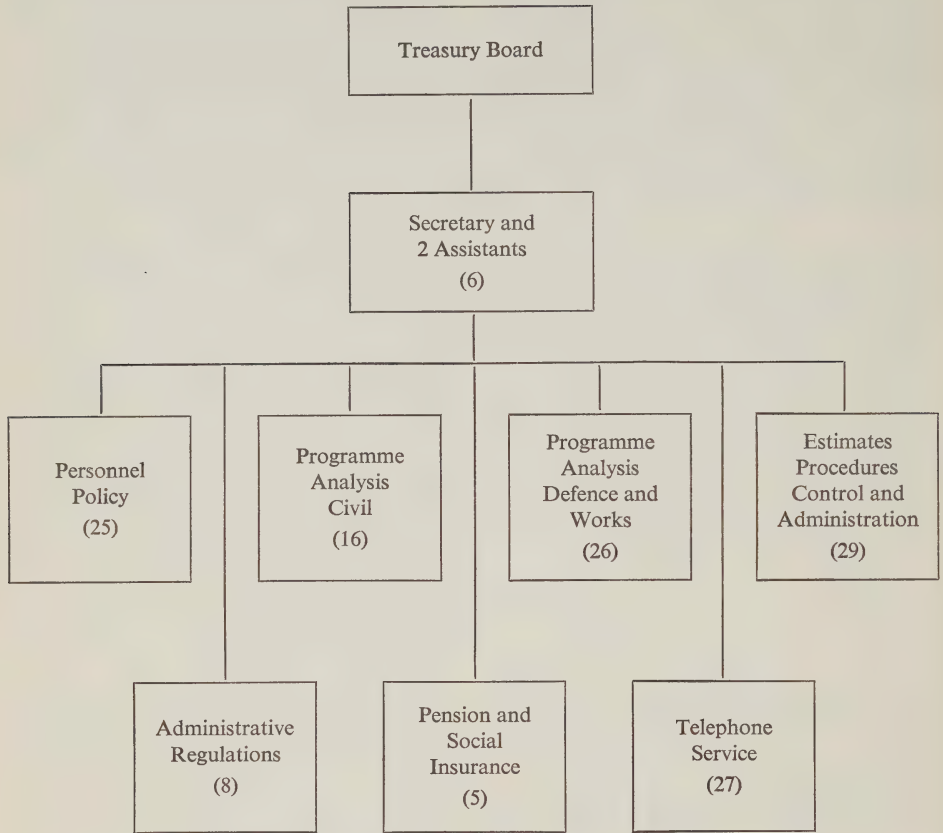 Treasury Board
Secretary and
2 Assistants
(6)
Personnel
Policy
(25)
Programme
Analysis
Civil
(16)
Programme
Analysis
Defence and
Works
(26)
Estimates
Procedures
Control and
Administration
(29)
Administrative
Regulations
(8)
Pension and
Social
Insurance
(5)
Telephone
Service
(27)